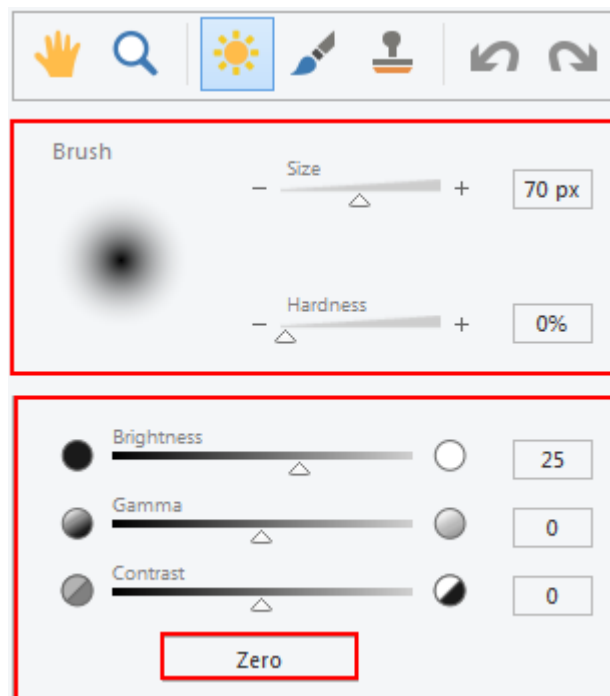 Brush
Size
70 px
Hardness
0%
Brightness
25
Gamma
0
Contrast
0
Zero